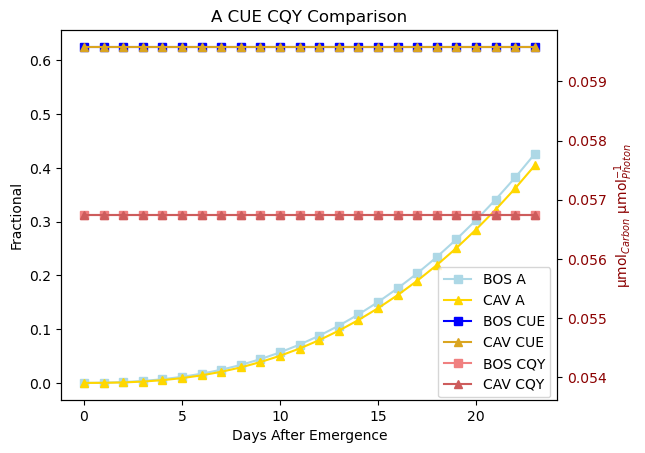 A CUE CQY Comparison
0.6
0.5
0.4
0.3
0.2
0.1
0.0
Fractional
0.059
0.058
0.057
0.056
0.055
0.054
µmol_Carbon µmol⁻¹_Photon
BOS A
CAV A
BOS CUE
CAV CUE
BOS CQY
CAV CQY
0 5 10 15 20
Days After Emergence